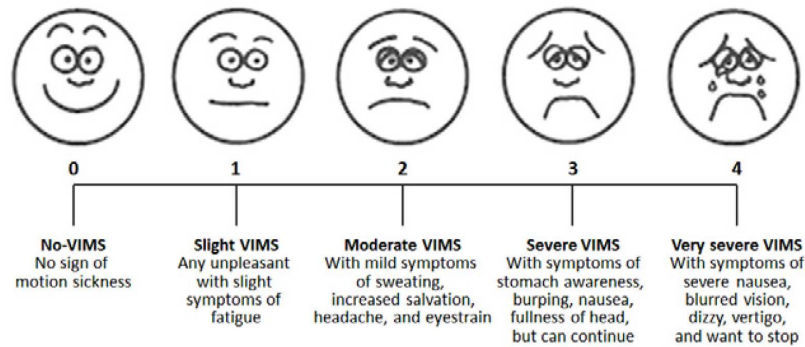 0 1 2 3 4
No-VIMS
No sign of
motion sickness
Slight VIMS
Any unpleasant
with slight
symptoms of
fatigue
Moderate VIMS
With mild symptoms
of sweating,
increased salvation,
headache, and eyestrain
Severe VIMS
With symptoms of
stomach awareness,
burping, nausea,
fullness of head,
but can continue
Very severe VIMS
With symptoms of
severe nausea,
blurred vision,
dizzy, vertigo,
and want to stop